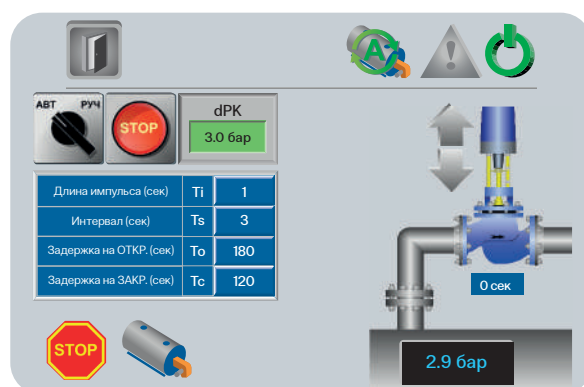 A
АВТ РУЧ
STOP
dPK
3.0 бар
Длина импульса (сек) Ti 1
Интервал (сек) Ts 3
Задержка на ОТКР. (сек) To 180
Задержка на ЗАКР. (сек) Tc 120
0 сек
STOP
2.9 бар